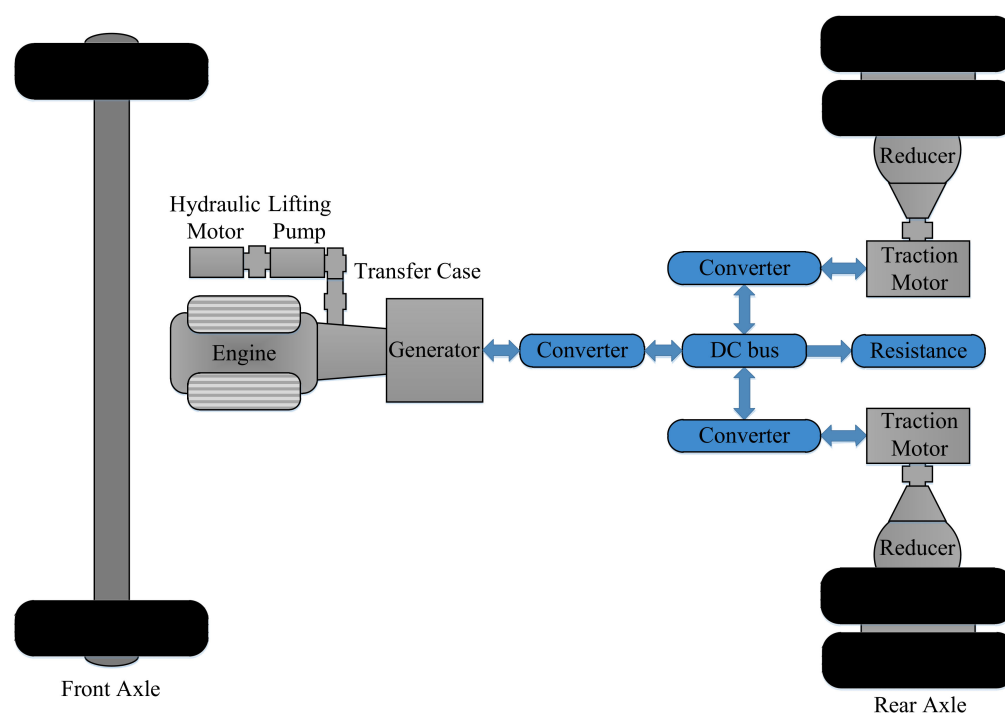 Reducer
Hydraulic Lifting
Motor Pump
Transfer Case
Traction
Motor
Converter
Engine
Generator
Converter
DC bus
Resistance
Converter
Traction
Motor
Reducer
Front Axle
Rear Axle